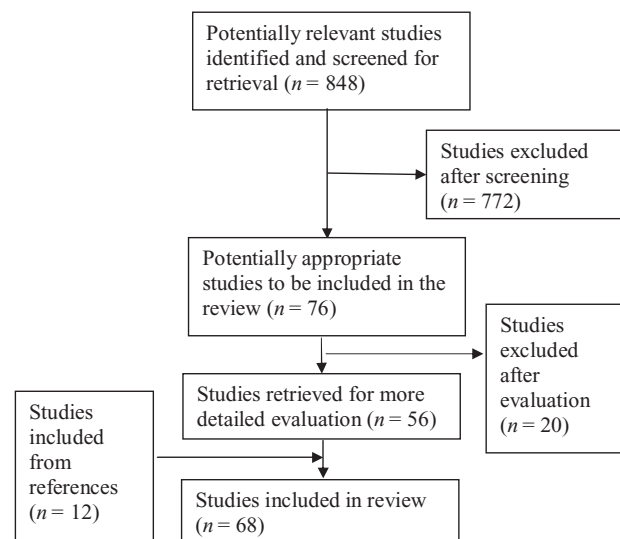 Potentially relevant studies
identified and screened for
retrieval (n = 848)
Studies excluded
after screening
(n = 772)
Potentially appropriate
studies to be included in the
review (n = 76)
Studies
excluded
after
evaluation
(n = 20)
Studies retrieved for more
detailed evaluation (n = 56)
Studies
included
from
references
(n = 12)
Studies included in review
(n = 68)